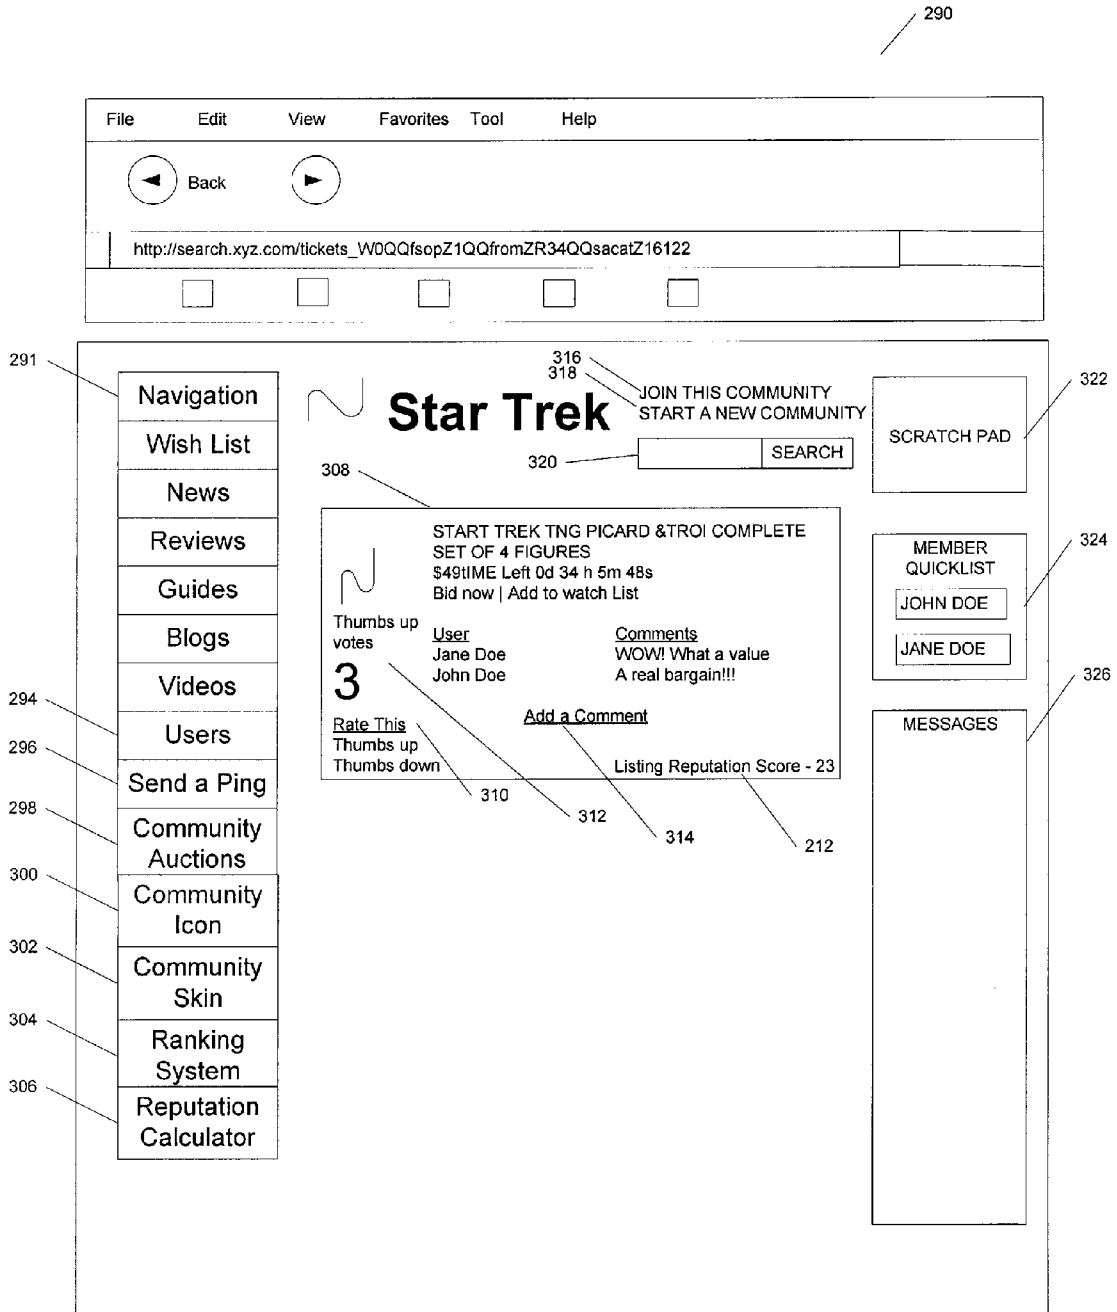 290
File Edit View Favorites Tool Help
Back
http://search.xyz.com/tickets_W0QQfsopZ1QQfromZR34QQsacatZ16122
291
Navigation
Wish List
News
Reviews
Guides
Blogs
Videos
294
Users
296
Send a Ping
298
Community
Auctions
300
Community
Icon
302
Community
Skin
304
Ranking
System
306
Reputation
Calculator
Star Trek
316
JOIN THIS COMMUNITY
318
START A NEW COMMUNITY
320
SEARCH
308
START TREK TNG PICARD &TROI COMPLETE
SET OF 4 FIGURES
$49tIME Left 0d 34 h 5m 48s
Bid now | Add to watch List
Thumbs up
votes
3
User Comments
Jane Doe WOW! What a value
John Doe A real bargain!!!
Add a Comment
Rate This
Thumbs up
Thumbs down
Listing Reputation Score - 23
310
312
314
212
SCRATCH PAD
322
MEMBER
QUICKLIST
324
JOHN DOE
JANE DOE
326
MESSAGES